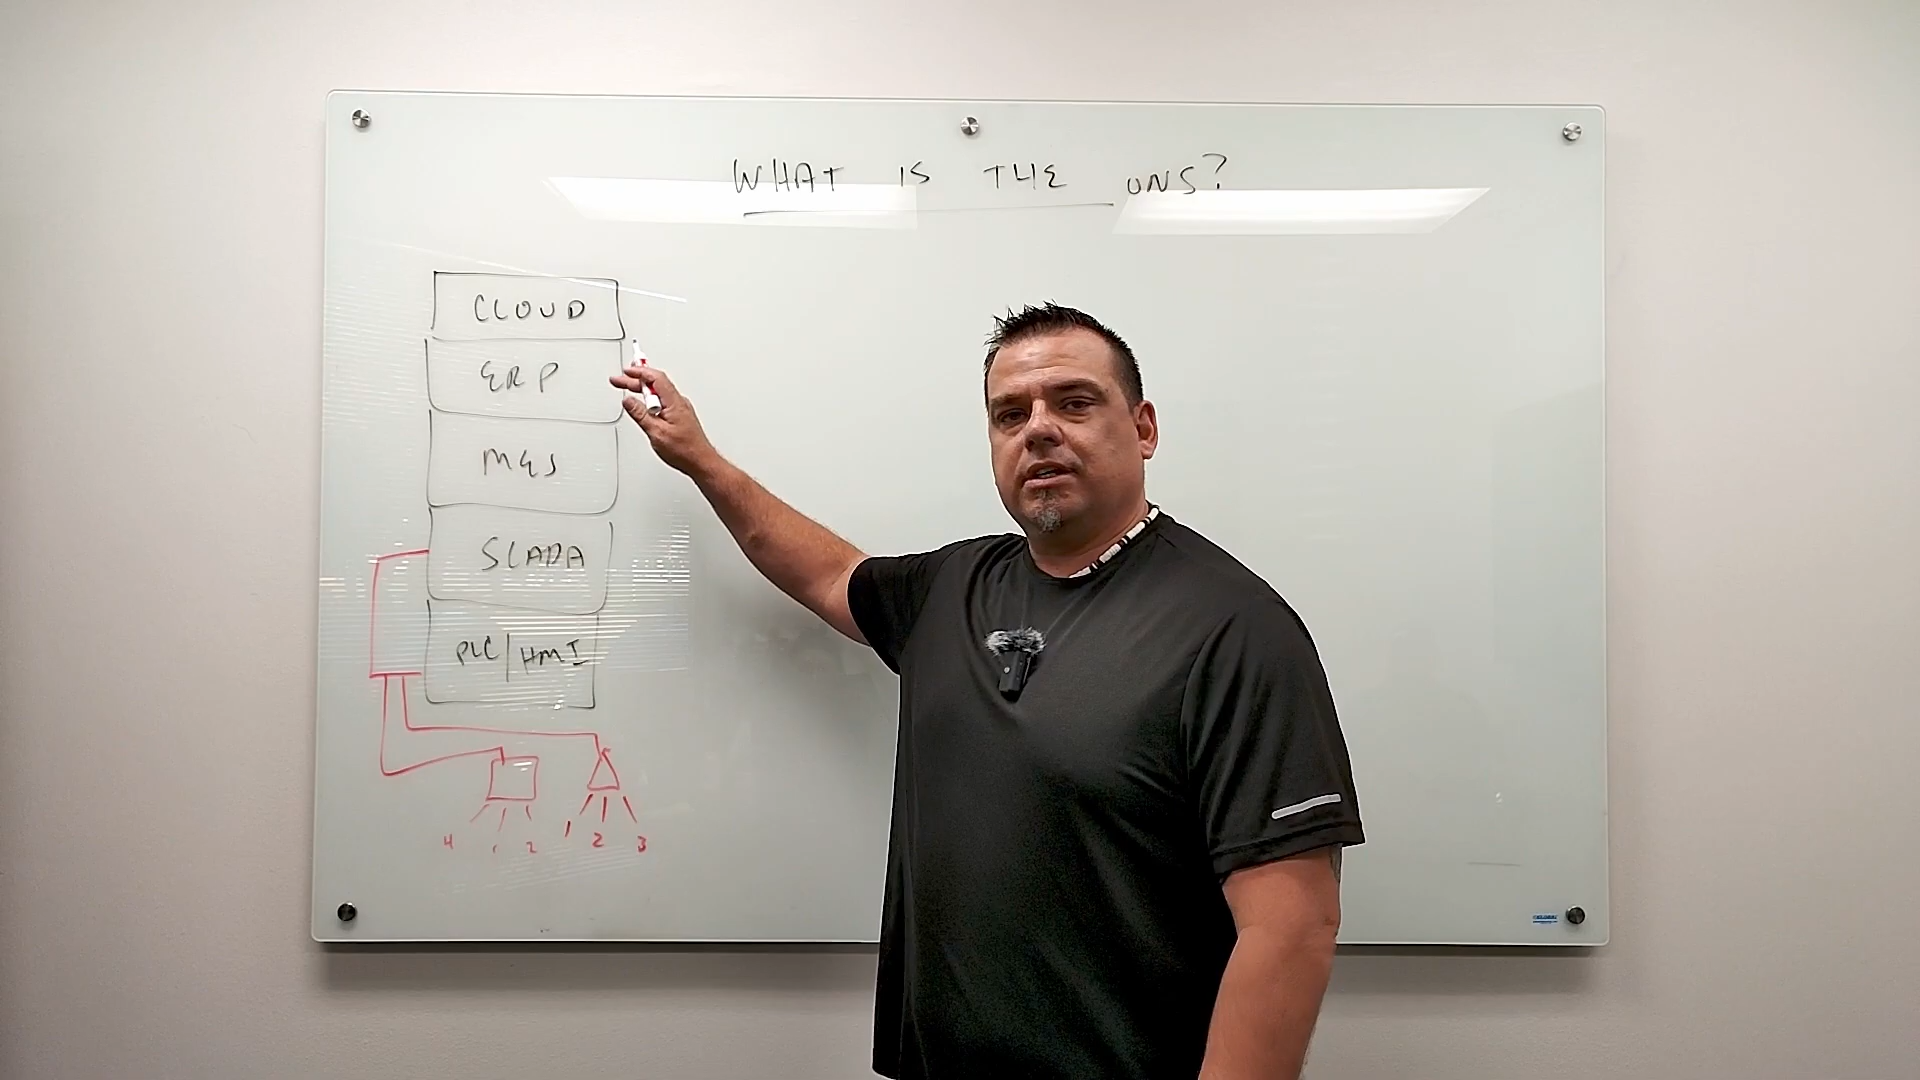 WHAT IS THE UNS?
CLOUD
ERP
MES
SCADA
PLC/HMI
4 1 2 1 2 3